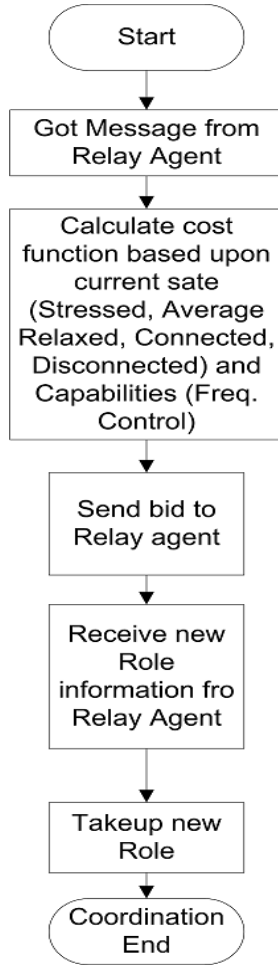 Start
Got Message from
Relay Agent
Calculate cost
function based upon
current sate
(Stressed, Average
Relaxed, Connected,
Disconnected) and
Capabilities (Freq.
Control)
Send bid to
Relay agent
Receive new
Role
information fro
Relay Agent
Takeup new
Role
Coordination
End